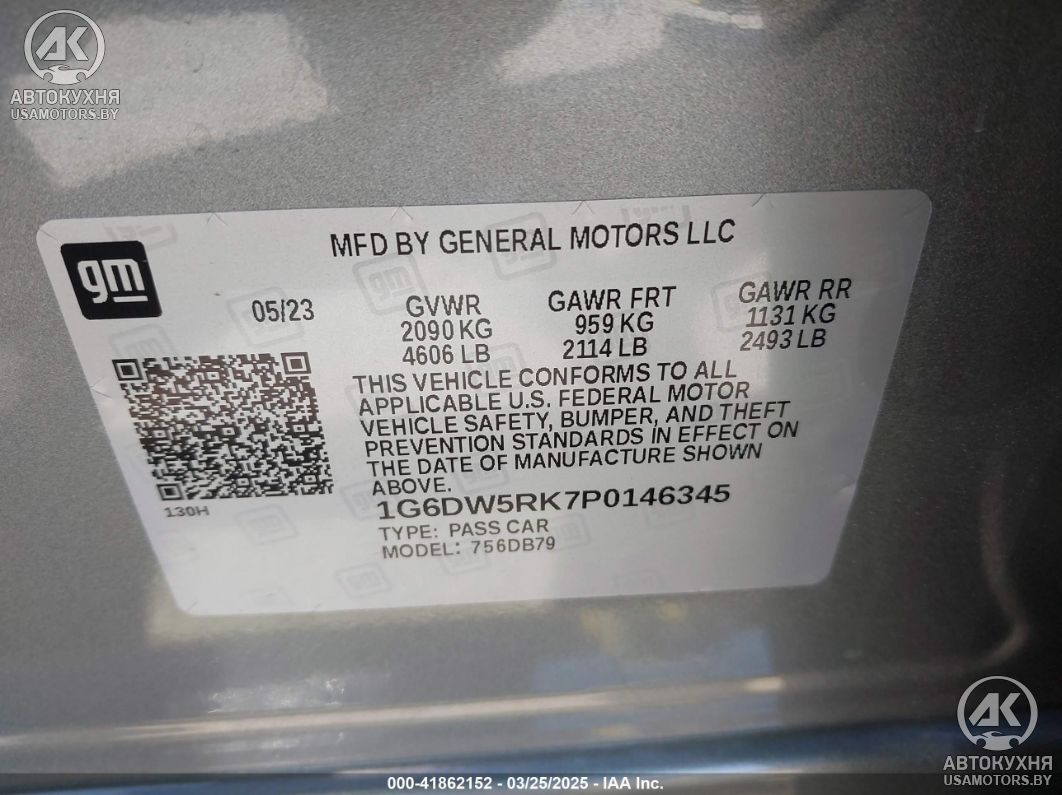 AK
АВТОКУХНЯ
USAMOTORS.BY
gm
MFD BY GENERAL MOTORS LLC
05/23 GVWR GAWR FRT GAWR RR
2090 KG 959 KG 1131 KG
4606 LB 2114 LB 2493 LB
THIS VEHICLE CONFORMS TO ALL
APPLICABLE U.S. FEDERAL MOTOR
VEHICLE SAFETY, BUMPER, AND THEFT
PREVENTION STANDARDS IN EFFECT ON
THE DATE OF MANUFACTURE SHOWN
ABOVE.
130H
1G6DW5RK7P0146345
TYPE: PASS CAR
MODEL: 756DB79
AK
АВТОКУХНЯ
USAMOTORS.BY
000-41862152 - 03/25/2025 - IAA Inc.